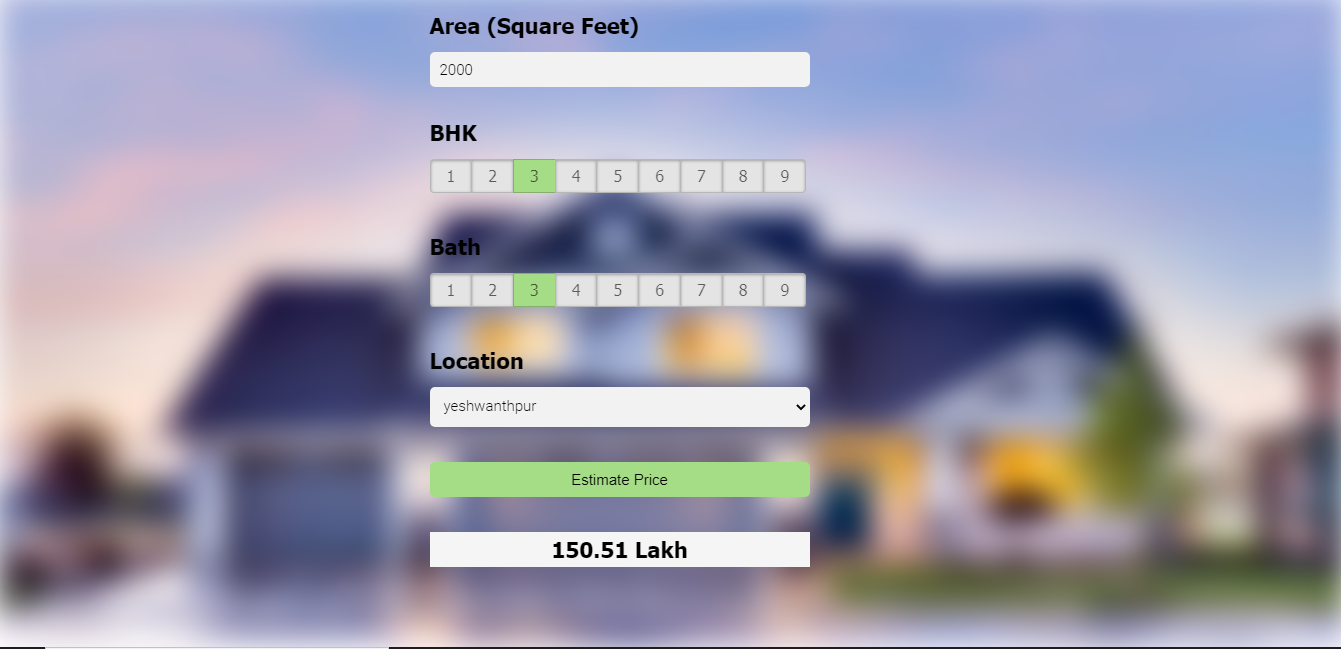 Area (Square Feet)
2000
BHK
1 2 3 4 5 6 7 8 9
Bath
1 2 3 4 5 6 7 8 9
Location
yeshwanthpur
Estimate Price
150.51 Lakh